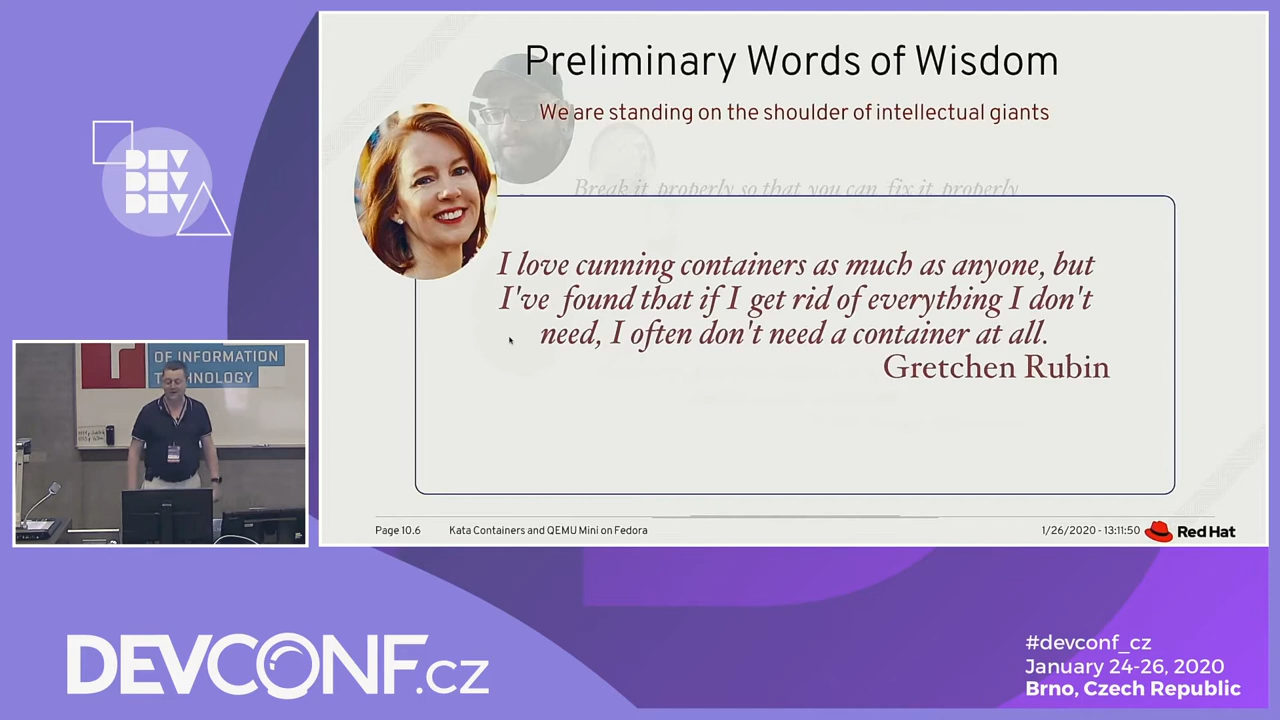 Preliminary Words of Wisdom
We are standing on the shoulder of intellectual giants
Break it properly so that you can fix it properly
I love cunning containers as much as anyone, but
I've found that if I get rid of everything I don't
need, I often don't need a container at all.
Gretchen Rubin
Page 10.6
Kata Containers and QEMU Mini on Fedora
1/26/2020 - 13:11:50
Red Hat
DEV
DEV
DEV
OF INFORMATION
TECHNOLOGY
DEVCONF.cz
#devconf_cz
January 24-26, 2020
Brno, Czech Republic